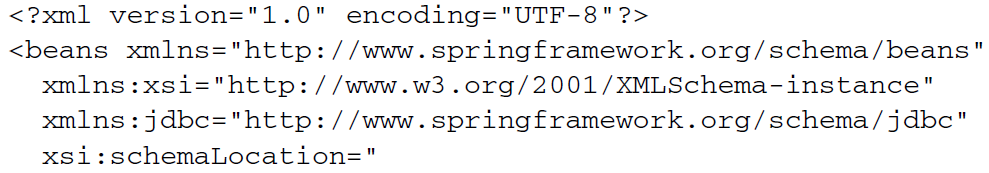 <?xml version="1.0" encoding="UTF-8"?>
<beans xmlns="http://www.springframework.org/schema/beans"
xmlns:xsi="http://www.w3.org/2001/XMLSchema-instance"
xmlns:jdbc="http://www.springframework.org/schema/jdbc"
xsi:schemaLocation="